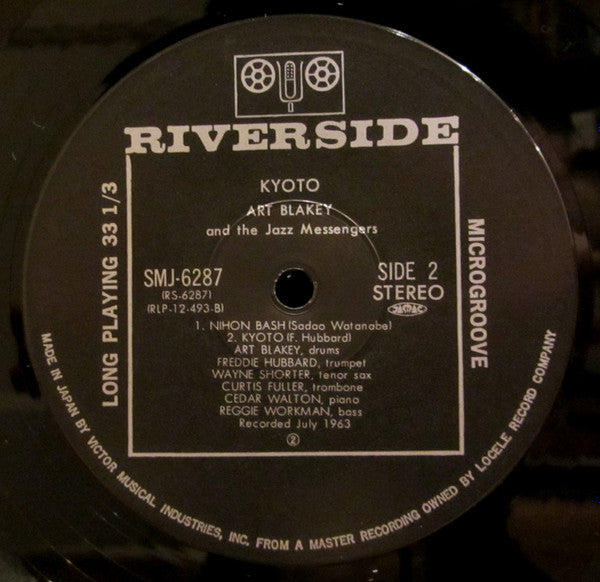 RIVERSIDE
KYOTO
ART BLAKEY
and the Jazz Messengers
LONG PLAYING 33 1/3
MICROGROOVE
SMJ-6287
(RS-6287)
(RLP-12-493-B)
SIDE 2
STEREO
1. NIHON BASH (Sadao Watanabe)
2. KYOTO (F. Hubbard)
ART BLAKEY, drums
FREDDIE HUBBARD, trumpet
WAYNE SHORTER, tenor sax
CURTIS FULLER, trombone
CEDAR WALTON, piano
REGGIE WORKMAN, bass
Recorded July 1963
②
MADE IN JAPAN BY VICTOR MUSICAL INDUSTRIES, INC. FROM A MASTER RECORDING OWNED BY LOCELE RECORD COMPANY